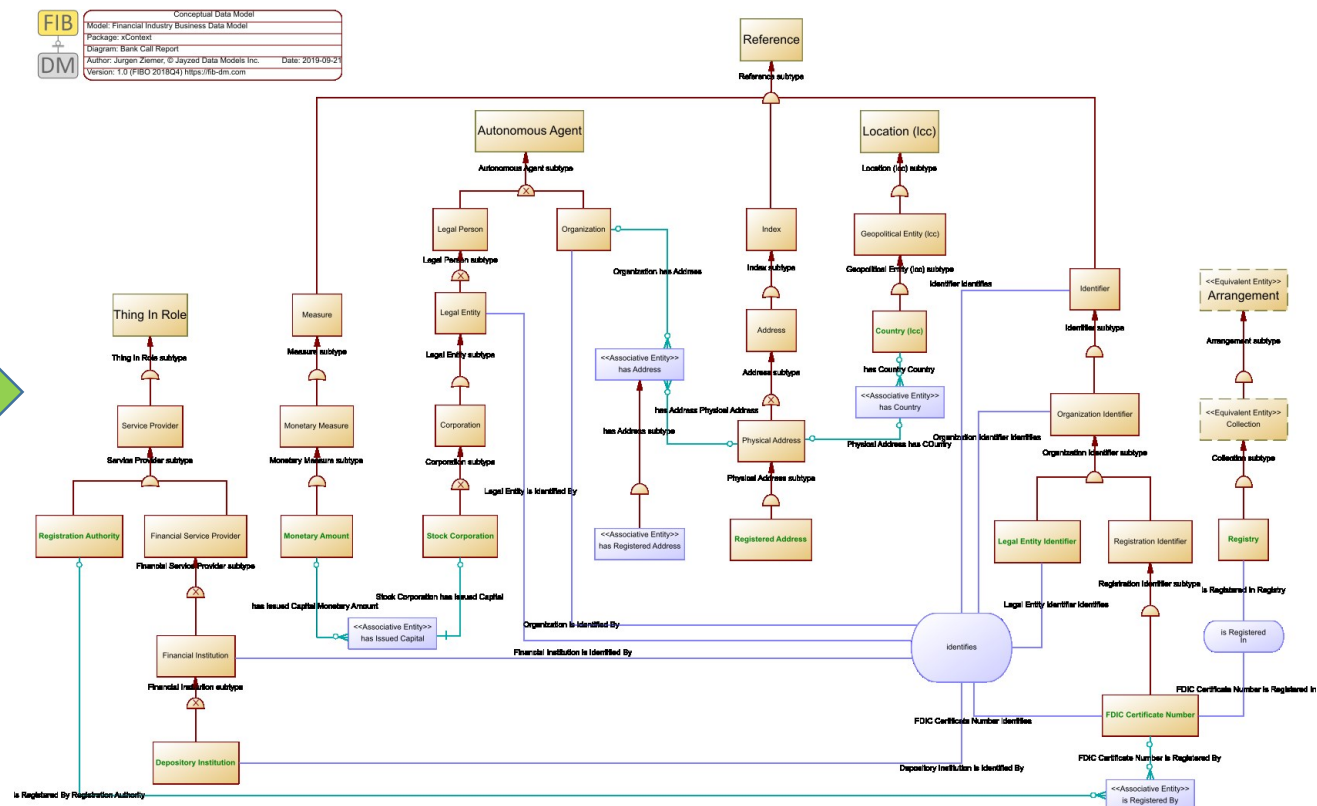 FIB
DM
Conceptual Data Model
Model: Financial Industry Business Data Model
Package: xContext
Diagram: Bank Call Report
Author: Jurgen Ziemer, © Jayzed Data Models Inc. Date: 2019-09-21
Version: 1.0 (FIBO 2018Q4) https://fib-dm.com
Reference
Reference subtype
Autonomous Agent
Autonomous Agent subtype
Location (lcc)
Location (lcc) subtype
Legal Person
Legal Person subtype
Organization
Organization has Address
Index
Index subtype
Geopolitical Entity (lcc)
Geopolitical Entity (lcc) subtype
Identifier Identifies
Identifier
Identifier subtype
<<Equivalent Entity>>
Arrangement
Arrangement subtype
Thing In Role
Thing In Role subtype
Measure
Measure subtype
Legal Entity
Legal Entity subtype
Address
Address subtype
Country (lcc)
has Country Country
<<Associative Entity>>
has Address
has Address Physical Address
has Address subtype
<<Associative Entity>>
has Country
Physical Address has COuntry
Organization Identifier Identifies
Organization Identifier
Organization Identifier subtype
<<Equivalent Entity>>
Collection
Collection subtype
Service Provider
Service Provider subtype
Monetary Measure
Monetary Measure subtype
Corporation
Corporation subtype
Physical Address
Physical Address subtype
Legal Entity is Identified By
Registration Authority
Financial Service Provider
Financial Service Provider subtype
Monetary Amount
Stock Corporation
<<Associative Entity>>
has Registered Address
Registered Address
Legal Entity Identifier
Registration Identifier
Registration Identifier subtype
Registry
is Registered In Registry
Legal Entity Identifier Identifies
has Issued Capital Monetary Amount
Stock Corporation has Issued Capital
<<Associative Entity>>
has Issued Capital
Organization is Identified By
Financial Institution is Identified By
identifies
is Registered
In
Financial Institution
Financial Institution subtype
FDIC Certificate Number is Registered In
FDIC Certificate Number
FDIC Certificate Number Identifies
FDIC Certificate Number is Registered By
Depository Institution
Depository Institution is Identified By
is Registered By Registration Authority
<<Associative Entity>>
is Registered By